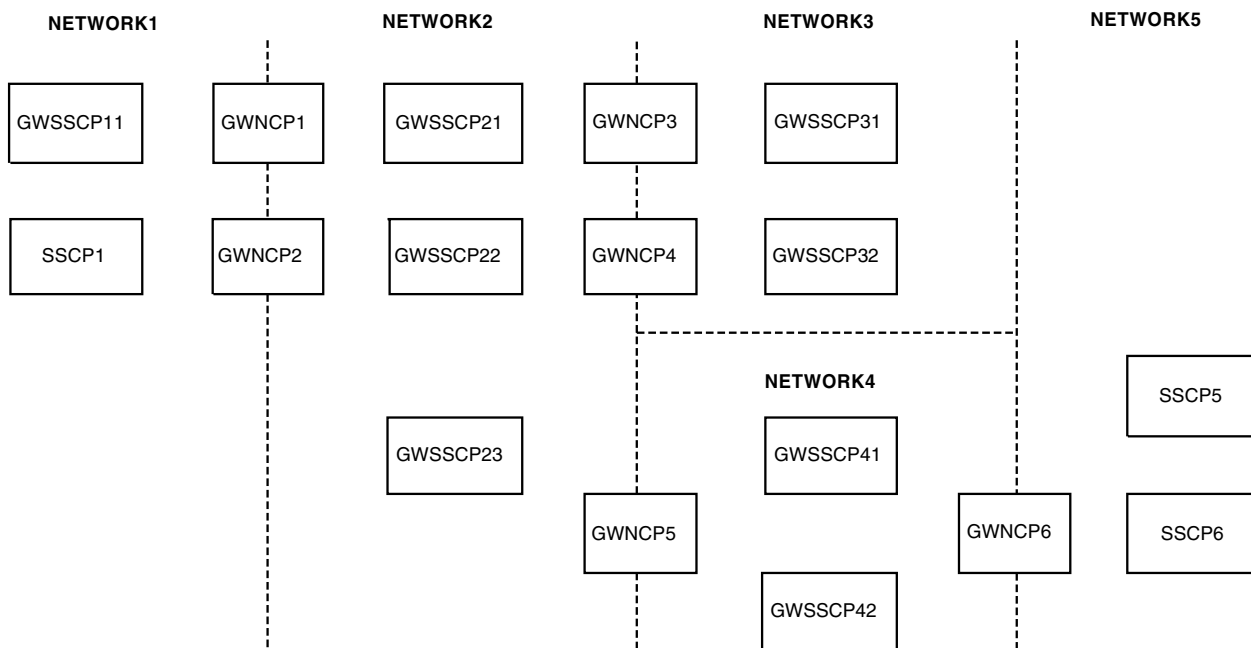 NETWORK1
NETWORK2
NETWORK3
NETWORK5
GWSSCP11
GWNCP1
GWSSCP21
GWNCP3
GWSSCP31
SSCP1
GWNCP2
GWSSCP22
GWNCP4
GWSSCP32
NETWORK4
SSCP5
GWSSCP23
GWSSCP41
GWNCP5
GWNCP6
SSCP6
GWSSCP42